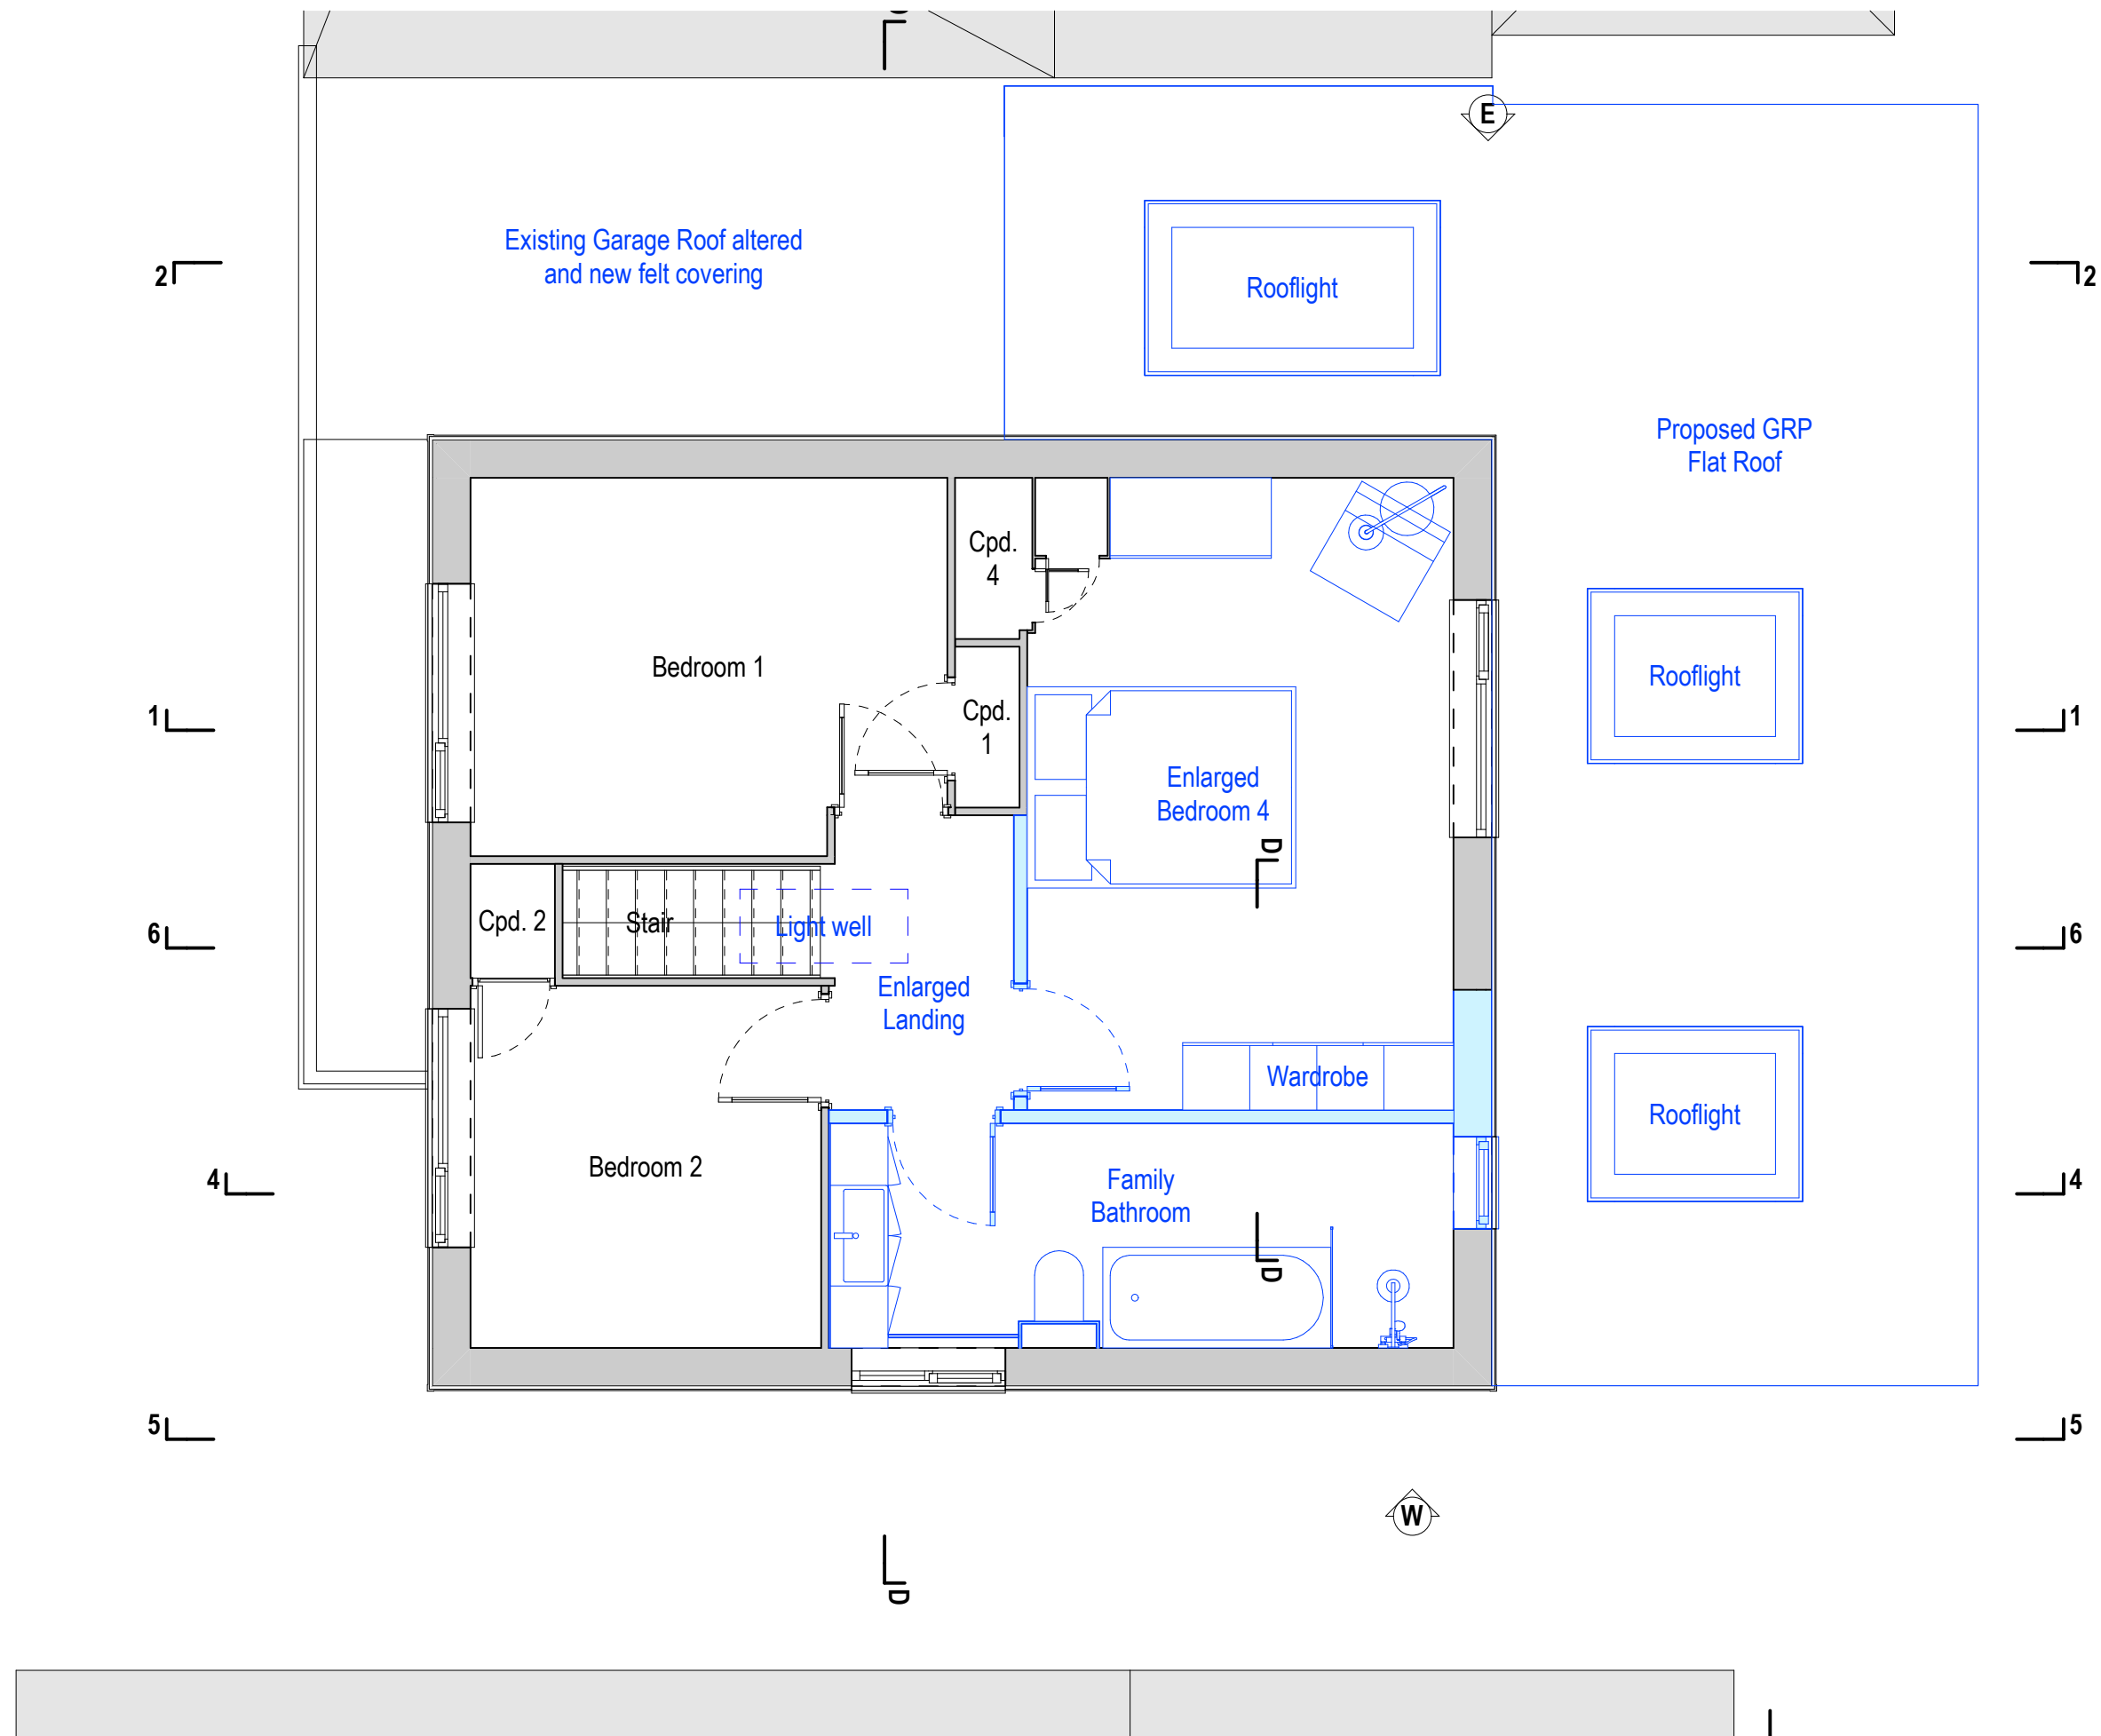 E
Existing Garage Roof altered
and new felt covering
2
2
Rooflight
Proposed GRP
Flat Roof
Cpd.
4
Bedroom 1
Rooflight
Cpd.
1
1
1
Enlarged
Bedroom 4
D
Cpd. 2
Stair
Light well
6
6
Enlarged
Landing
Wardrobe
Rooflight
Bedroom 2
Family
Bathroom
4
4
D
5
5
W
D